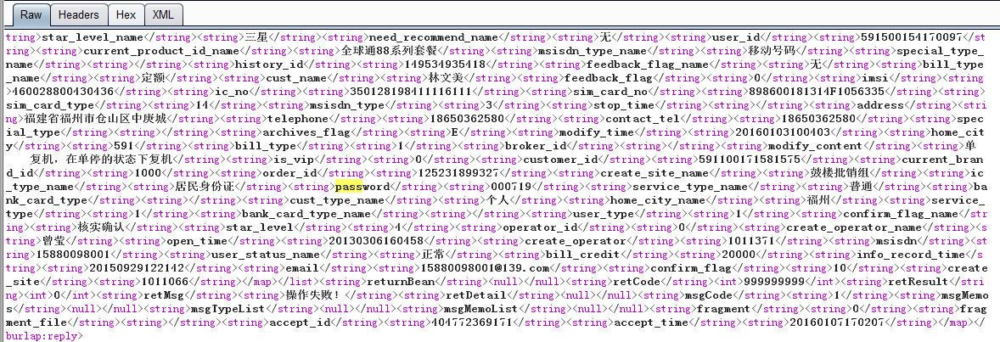 Raw Headers Hex XML
tring>star_level_name</string><string>三星</string><string>need_recommend_name</string><string>无</string><string>user_id</string><string>591500154170097</st
ring><string>current_product_id_name</string><string>全球通88系列套餐</string><string>msisdn_type_name</string><string>移动号码</string><string>special_type_
name</string><string></string><string>history_id</string><string>149534935418</string><string>feedback_flag_name</string><string>无</string><string>bill_type
_name</string><string>定额</string><string>cust_name</string><string>林文美</string><string>feedback_flag</string><string>0</string><string>imsi</string><string
>460028800430436</string><string>ic_no</string><string>350128198411116111</string><string>sim_card_no</string><string>898600181314F1056335</string><string>
sim_card_type</string><string>14</string><string>msisdn_type</string><string>3</string><string>stop_time</string><string></string><string>address</string><stri
ng>福建省福州市仓山区中庚城</string><string>telephone</string><string>18650362580</string><string>contact_tel</string><string>18650362580</string><string>spec
ial_type</string><string></string><string>archives_flag</string><string>E</string><string>modify_time</string><string>20160103100403</string><string>home_cit
y</string><string>591</string><string>bill_type</string><string>1</string><string>broker_id</string><string></string><string>modify_content</string><string>单
复机，在单停的状态下复机</string><string>is_vip</string><string>0</string><string>customer_id</string><string>591100171581575</string><string>current_bran
d_id</string><string>1000</string><string>order_id</string><string>125231899327</string><string>create_site_name</string><string>鼓楼批销组</string><string>ic
_type_name</string><string>居民身份证</string><string>password</string><string>000719</string><string>service_type_name</string><string>普通</string><string>ba
nk_card_type</string><string></string><string>cust_type_name</string><string>个人</string><string>home_city_name</string><string>福州</string><string>service_
type</string><string>1</string><string>bank_card_type_name</string><string></string><string>user_type</string><string>1</string><string>confirm_flag_name</stri
ng><string>核实确认</string><string>star_level</string><string>4</string><string>operator_id</string><string>0</string><string>create_operator_name</string><s
tring>曾莹</string><string>open_time</string><string>20130306160458</string><string>create_operator</string><string>1011371</string><string>msisdn</string><str
ing>15880098001</string><string>user_status_name</string><string>正常</string><string>bill_credit</string><string>20000</string><string>info_record_time</s
tring><string>20150929122142</string><string>email</string><string>15880098001@139.com</string><string>confirm_flag</string><string>10</string><string>create
_site</string><string>1011066</string></map></list><string>returnBean</string><null></null><string>retCode</string><int>999999999</int><string>retResult</stri
ng><int>0</int><string>retMsg</string><string>操作失败!</string><string>retDetail</string><null></null><string>msgCode</string><string>1</string><string>msgMemo
s</string><null></null><string>msgTypeList</string><null></null><string>msgMemoList</string><null></null><string>fragment</string><string>0</string><string>frag
ment_file</string><string></string><string>accept_id</string><string>404772369171</string><string>accept_time</string><string>20160107170207</string></map></
burlap:reply>